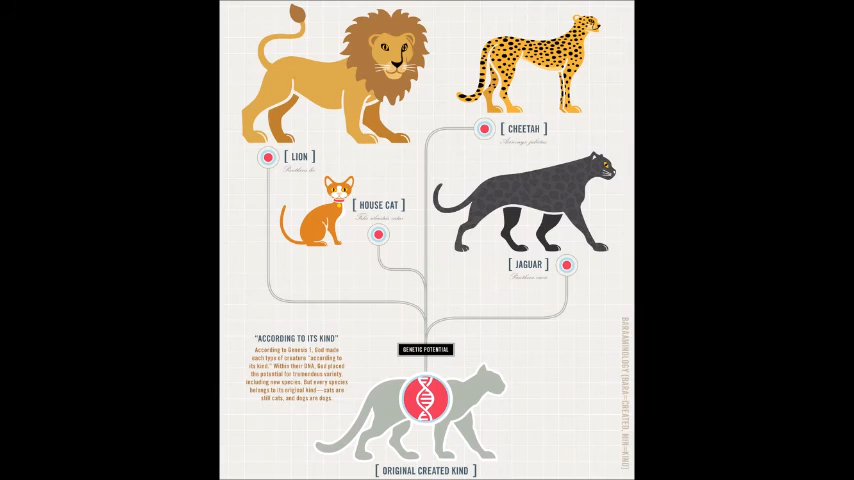 [ CHEETAH ]
[ LION ]
[ HOUSE CAT ]
[ JAGUAR ]
"ACCORDING TO ITS KIND"
According to Genesis 1, God made
each type of creature "according to
its kind." Within their DNA, God placed
the potential for tremendous variety,
including new species. But every species
belongs to its original kind—cats are
still cats, and dogs are dogs.
GENETIC POTENTIAL
[ ORIGINAL CREATED KIND ]
BARAMINOLOGY (BARA=CREATED, MIN=KIND)